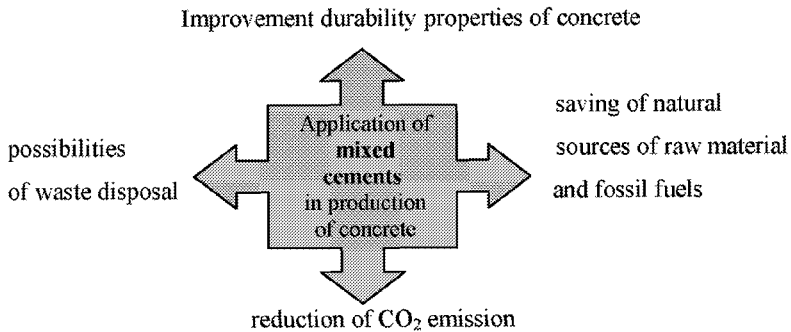 Improvement durability properties of concrete
possibilities
of waste disposal
Application of
mixed
cements
in production
of concrete
saving of natural
sources of raw material
and fossil fuels
reduction of CO₂ emission